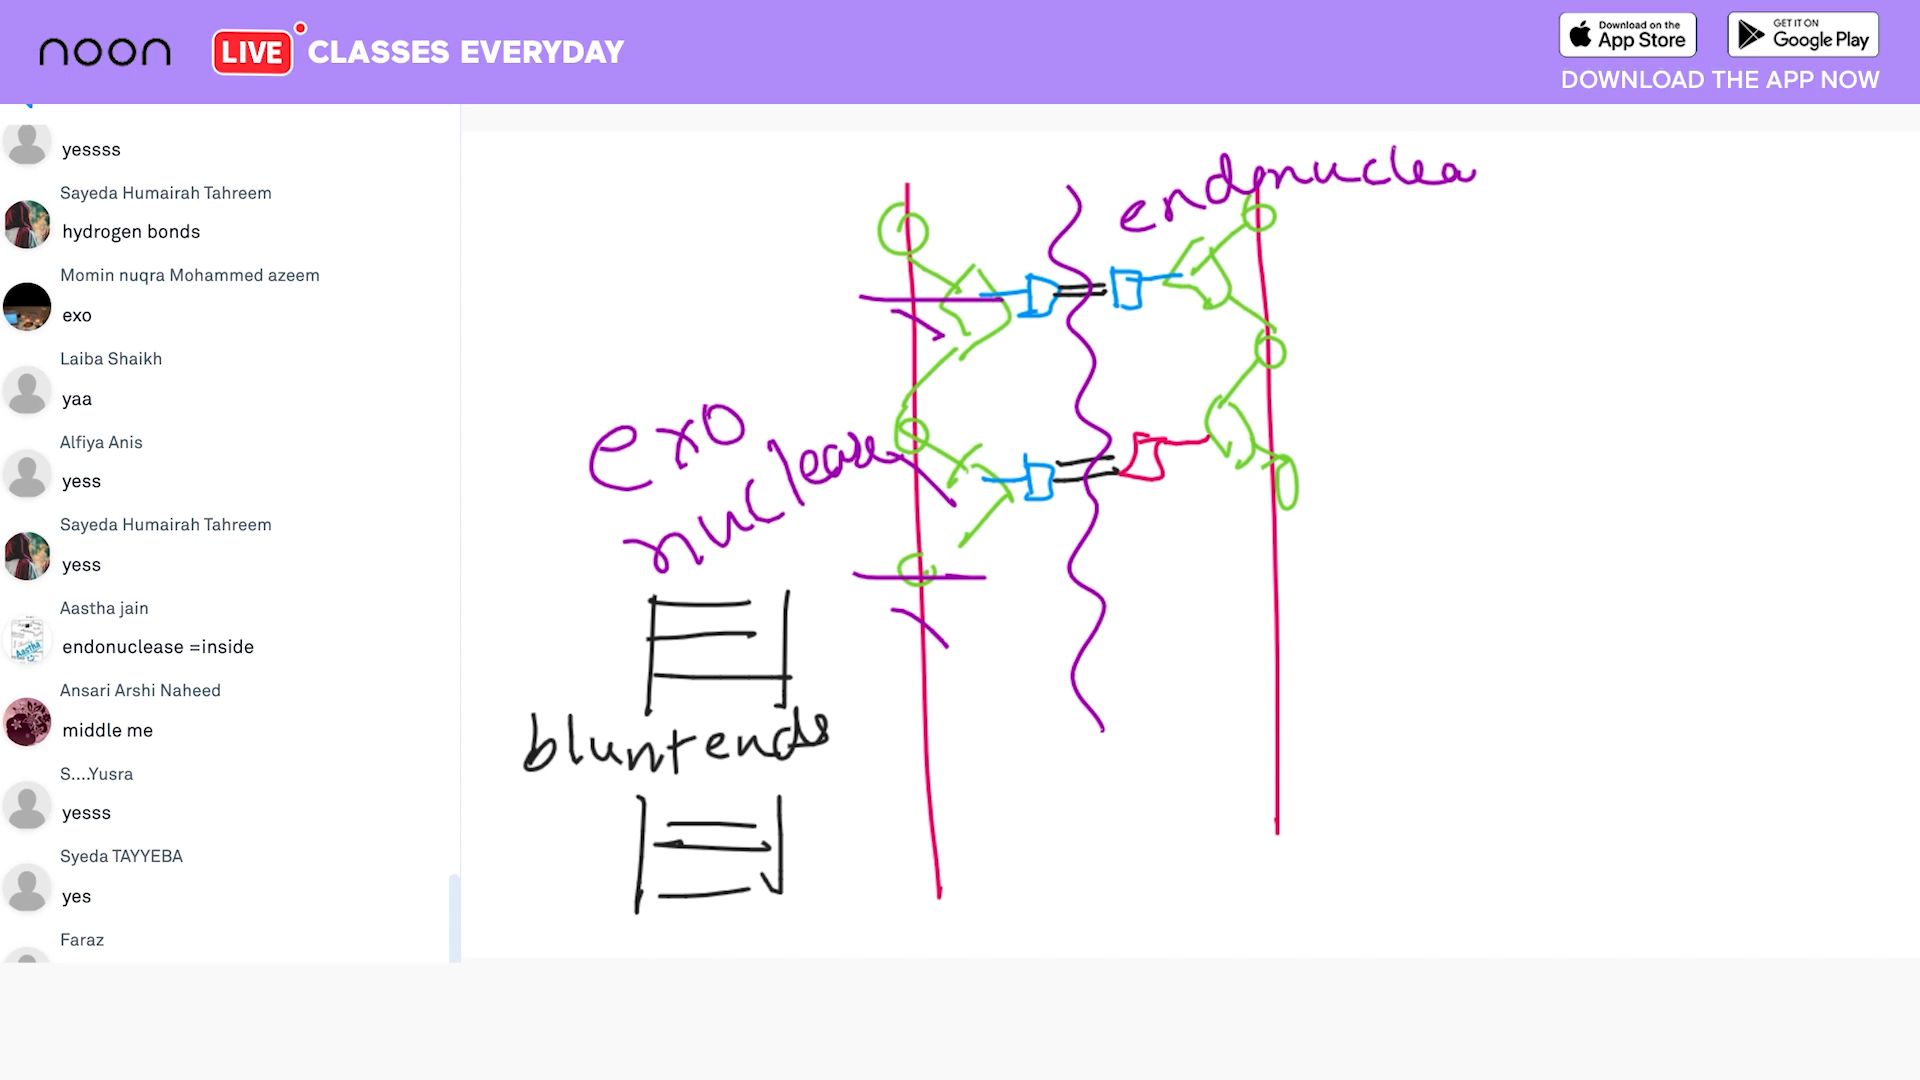 noon LIVE CLASSES EVERYDAY
Download on the
App Store
GET IT ON
Google Play
DOWNLOAD THE APP NOW
yessss
Sayeda Humairah Tahreem
hydrogen bonds
Momin nuqra Mohammed azeem
exo
Laiba Shaikh
yaa
Alfiya Anis
yess
Sayeda Humairah Tahreem
yess
Aastha jain
endonuclease =inside
Ansari Arshi Naheed
middle me
S....Yusra
yesss
Syeda TAYYEBA
yes
Faraz
endonuclea
exo
nuclease
blunt ends